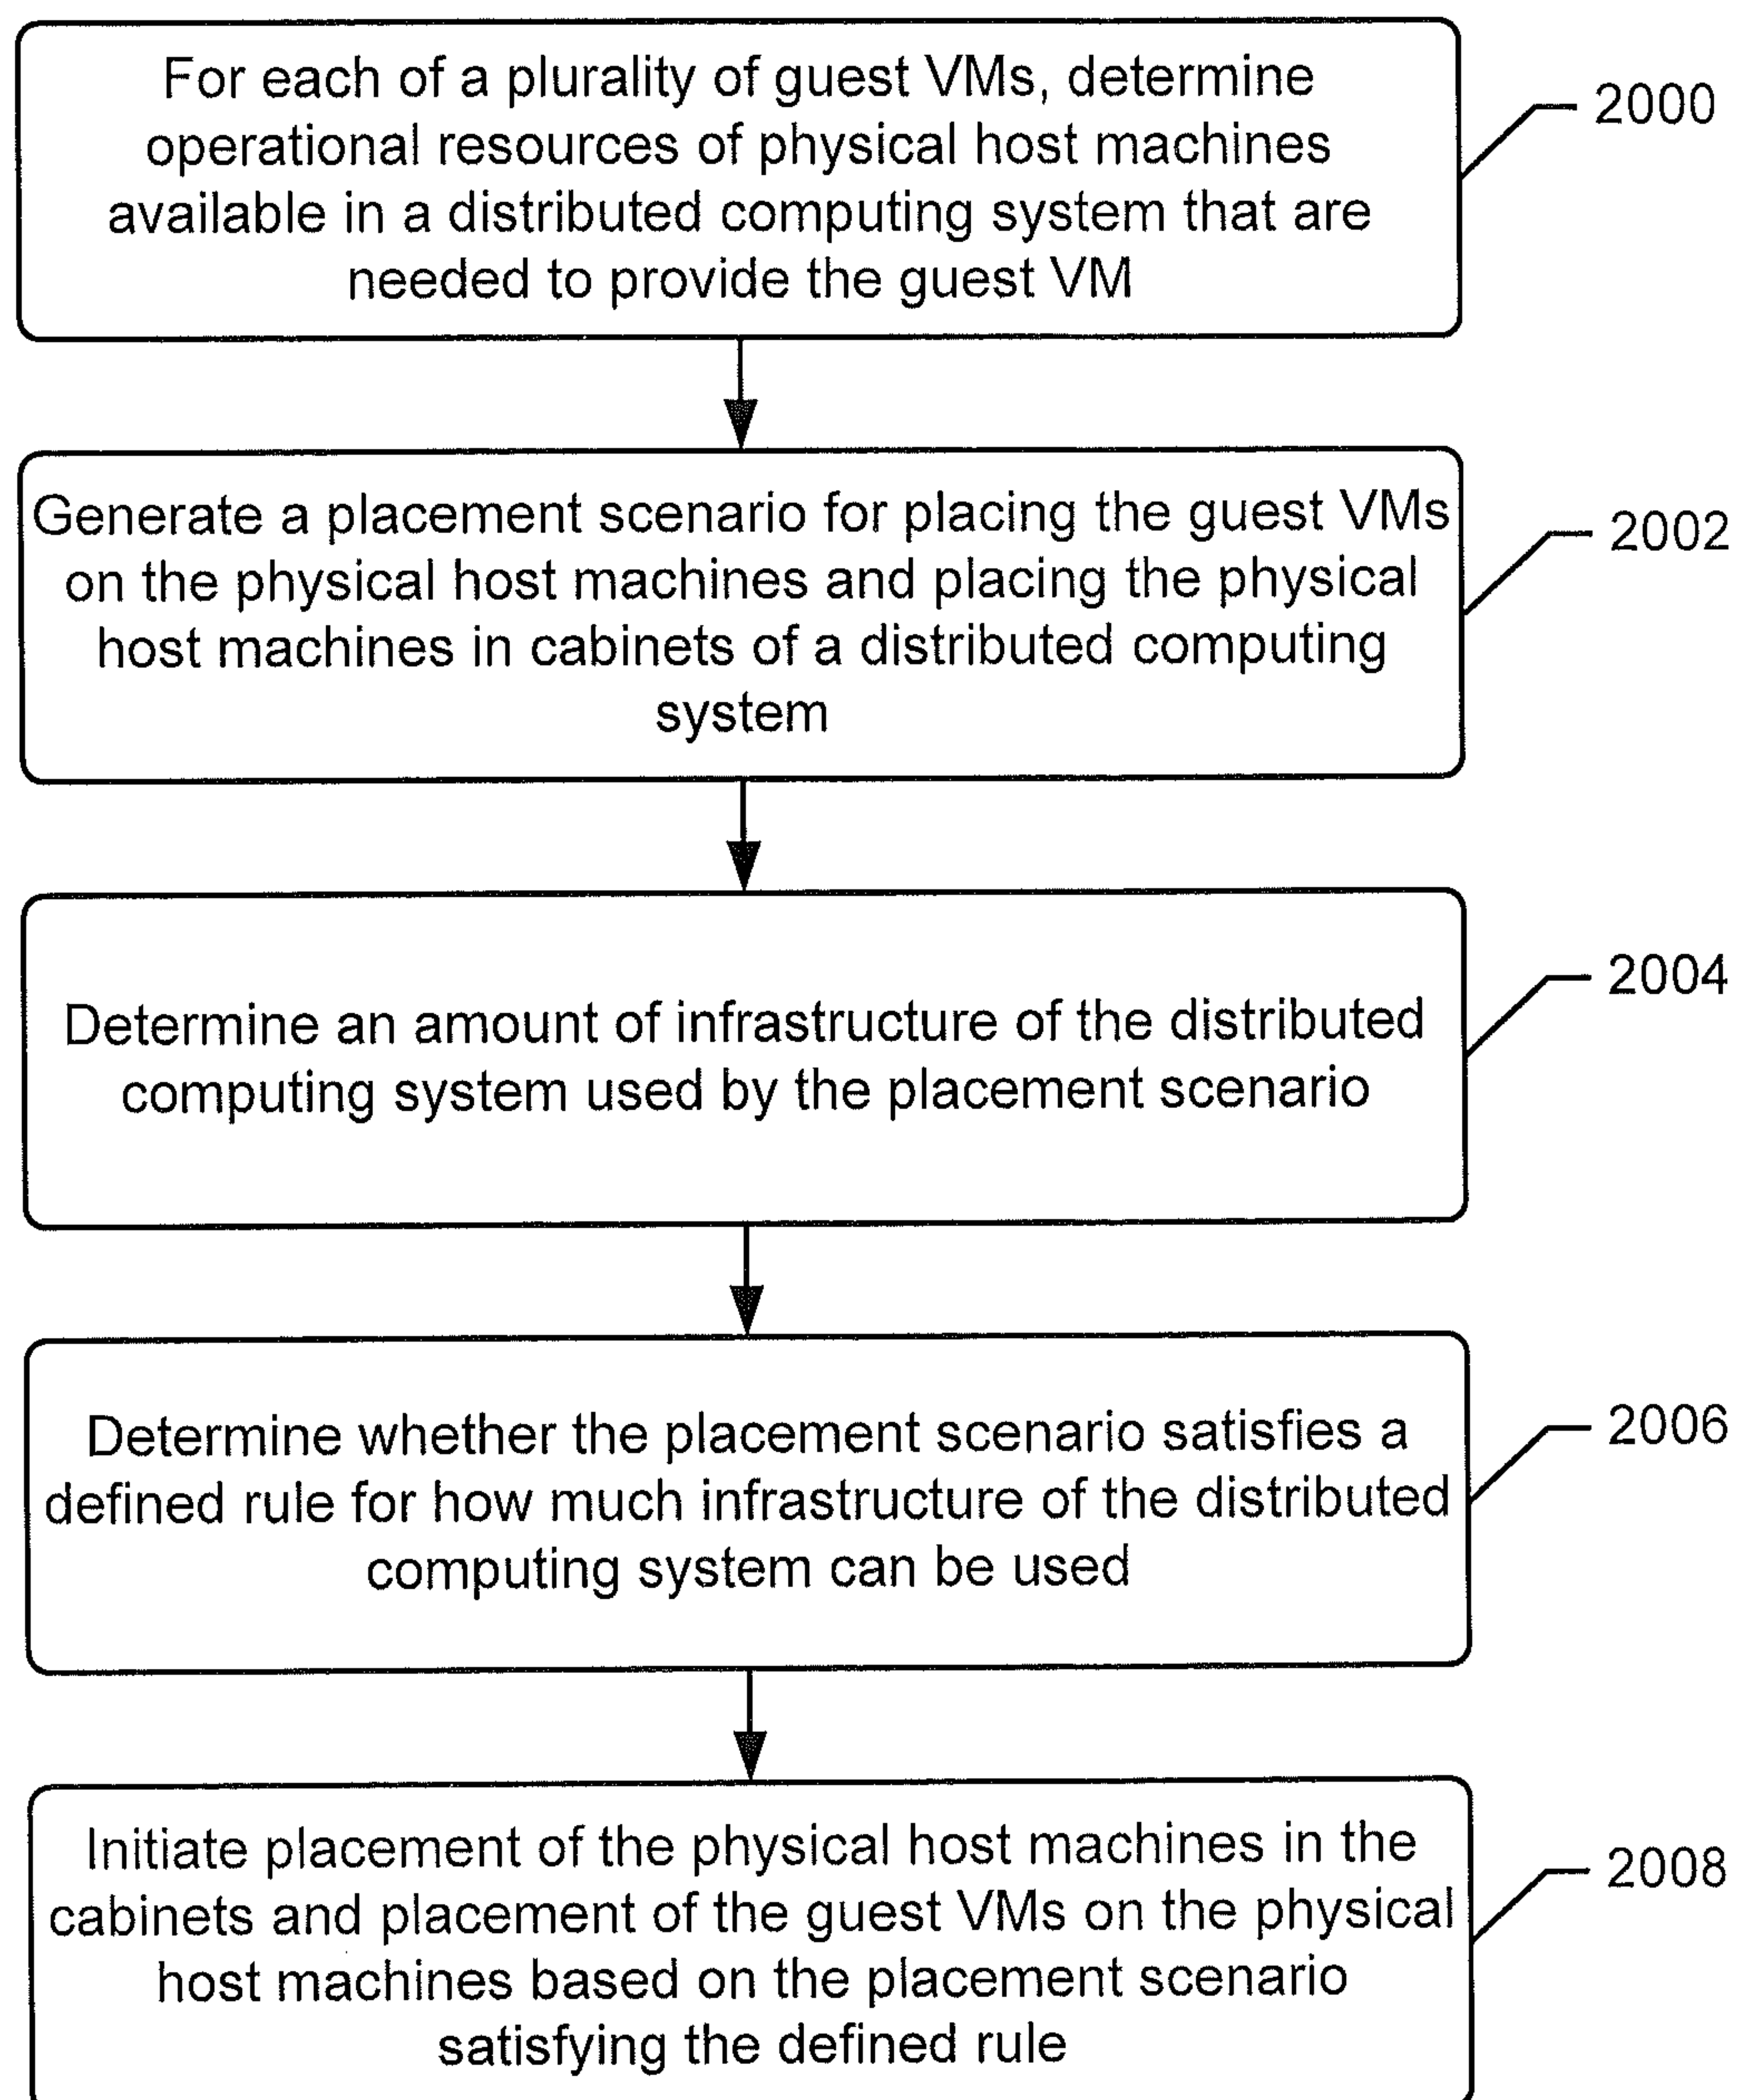 For each of a plurality of guest VMs, determine
operational resources of physical host machines
available in a distributed computing system that are
needed to provide the guest VM
2000
Generate a placement scenario for placing the guest VMs
on the physical host machines and placing the physical
host machines in cabinets of a distributed computing
system
2002
Determine an amount of infrastructure of the distributed
computing system used by the placement scenario
2004
Determine whether the placement scenario satisfies a
defined rule for how much infrastructure of the distributed
computing system can be used
2006
Initiate placement of the physical host machines in the
cabinets and placement of the guest VMs on the physical
host machines based on the placement scenario
satisfying the defined rule
2008